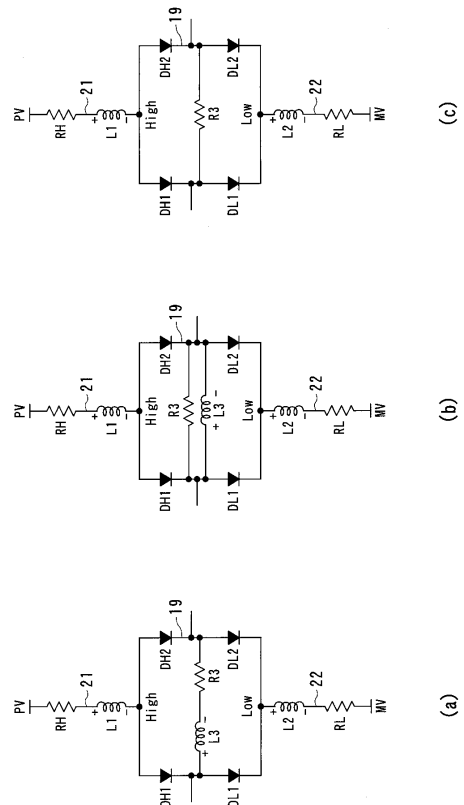 PV
RH
21
+
L1
-
High
DH1
DH2
19
+
L3
-
R3
DL1
DL2
Low
+
L2
-
22
RL
MV
(a)
PV
RH
21
+
L1
-
High
DH1
DH2
19
R3
+
L3
-
DL1
DL2
Low
+
L2
-
22
RL
MV
(b)
PV
RH
21
+
L1
-
High
DH1
DH2
19
R3
DL1
DL2
Low
+
L2
-
22
RL
MV
(c)